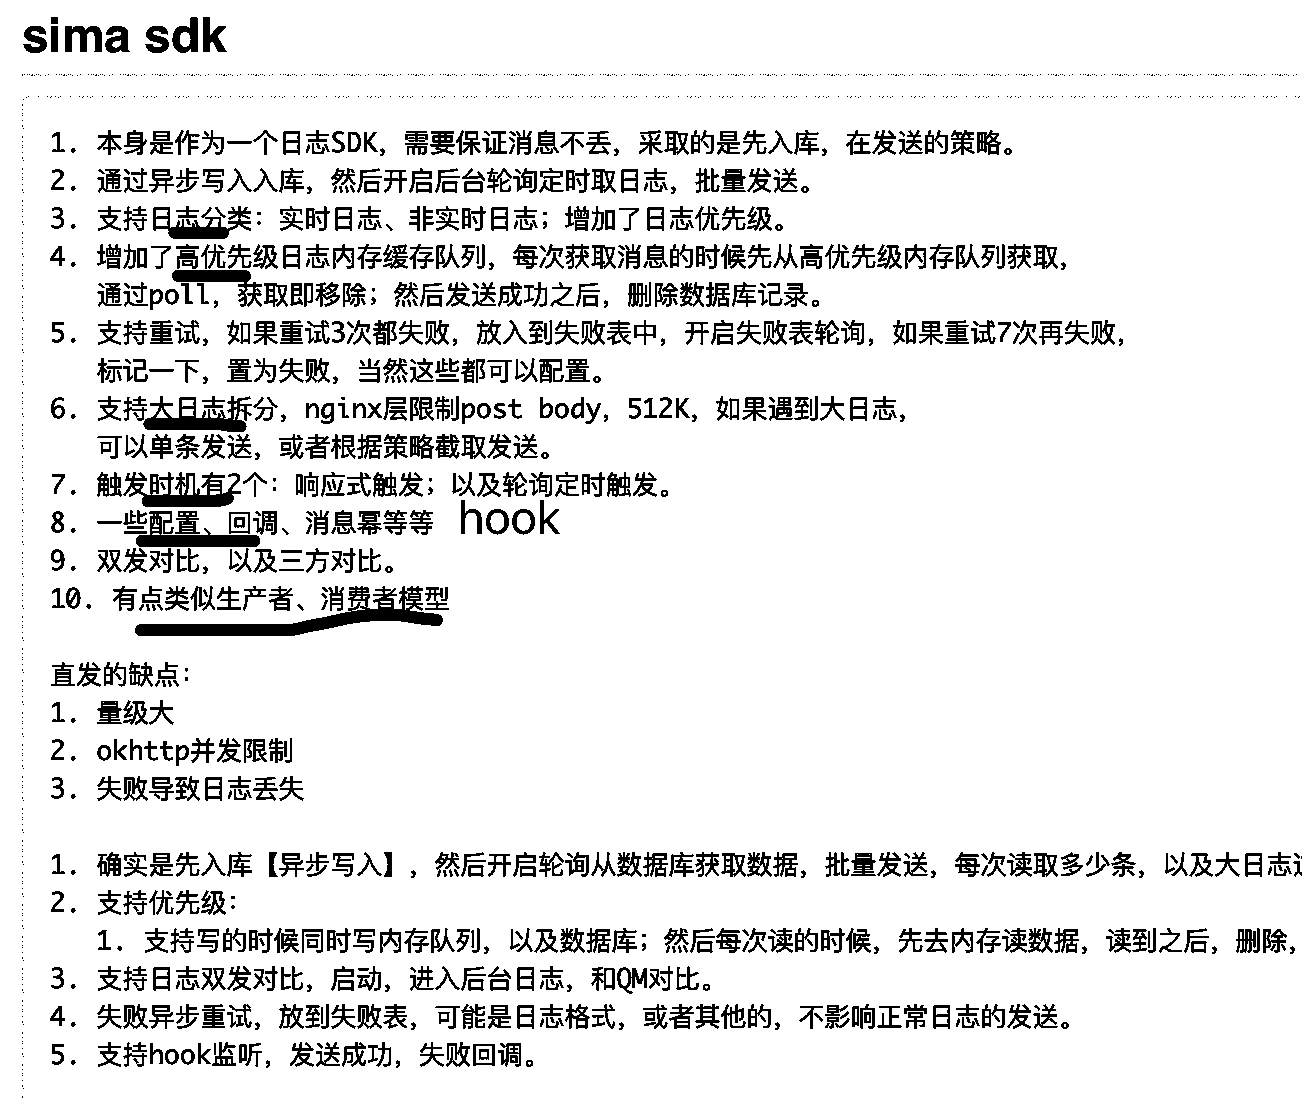 sima sdk
1. 本身是作为一个日志SDK，需要保证消息不丢，采取的是先入库，在发送的策略。
2. 通过异步写入入库，然后开启后台轮询定时取日志，批量发送。
3. 支持日志分类：实时日志、非实时日志；增加了日志优先级。
4. 增加了高优先级日志内存缓存队列，每次获取消息的时候先从高优先级内存队列获取，
通过poll，获取即移除；然后发送成功之后，删除数据库记录。
5. 支持重试，如果重试3次都失败，放入到失败表中，开启失败表轮询，如果重试7次再失败，
标记一下，置为失败，当然这些都可以配置。
6. 支持大日志拆分，nginx层限制post body，512K，如果遇到大日志，
可以单条发送，或者根据策略截取发送。
7. 触发时机有2个：响应式触发；以及轮询定时触发。
8. 一些配置、回调、消息幂等等 hook
9. 双发对比，以及三方对比。
10. 有点类似生产者、消费者模型
直发的缺点：
1. 量级大
2. okhttp并发限制
3. 失败导致日志丢失
1. 确实是先入库【异步写入】，然后开启轮询从数据库获取数据，批量发送，每次读取多少条，以及大日志
2. 支持优先级：
1. 支持写的时候同时写内存队列，以及数据库；然后每次读的时候，先去内存读数据，读到之后，删除，
3. 支持日志双发对比，启动，进入后台日志，和QM对比。
4. 失败异步重试，放到失败表，可能是日志格式，或者其他的，不影响正常日志的发送。
5. 支持hook监听，发送成功，失败回调。